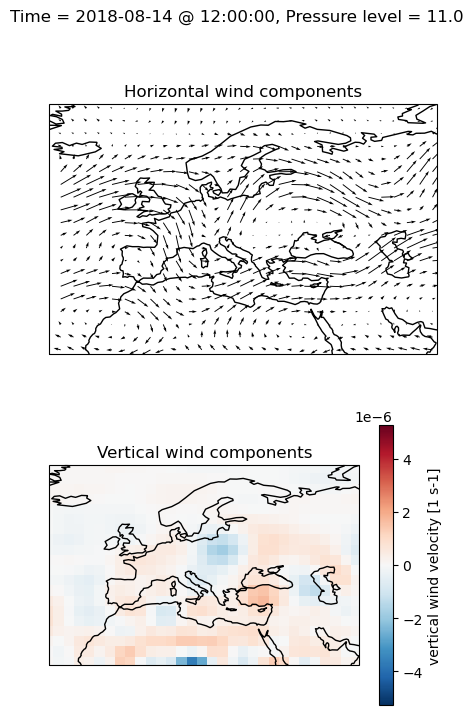 Time = 2018-08-14 @ 12:00:00, Pressure level = 11.0
Horizontal wind components
1e−6
Vertical wind components
4
2
0
−2
−4
vertical wind velocity [1 s-1]